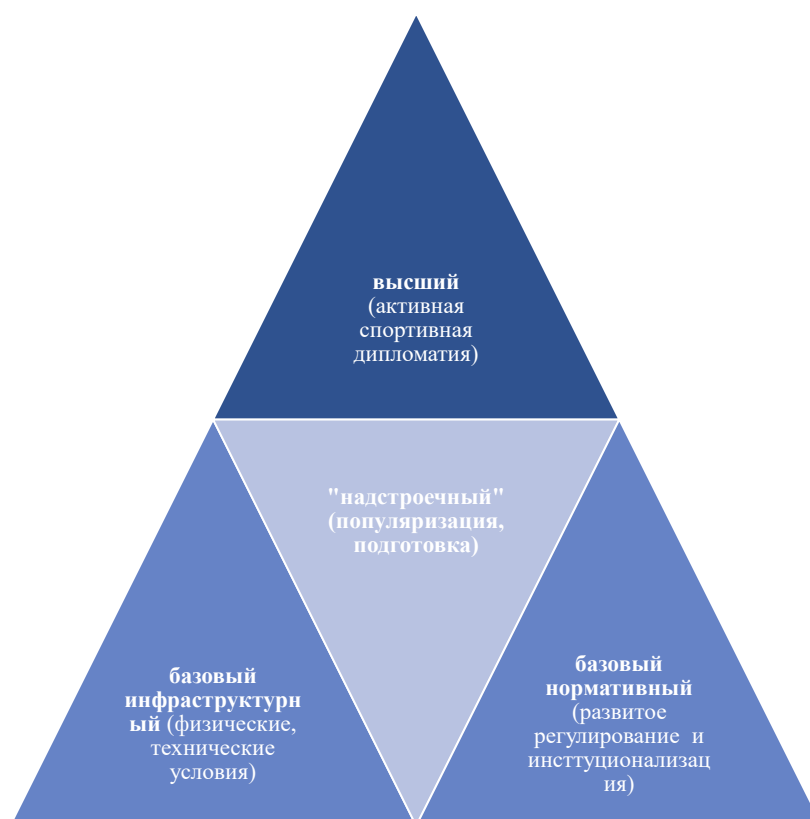 высший
(активная
спортивная
дипломатия)
"надстроечный"
(популяризация,
подготовка)
базовый
инфраструктурн
ый (физические,
технические
условия)
базовый
нормативный
(развитое
регулирование и
инсттуционализац
ия)